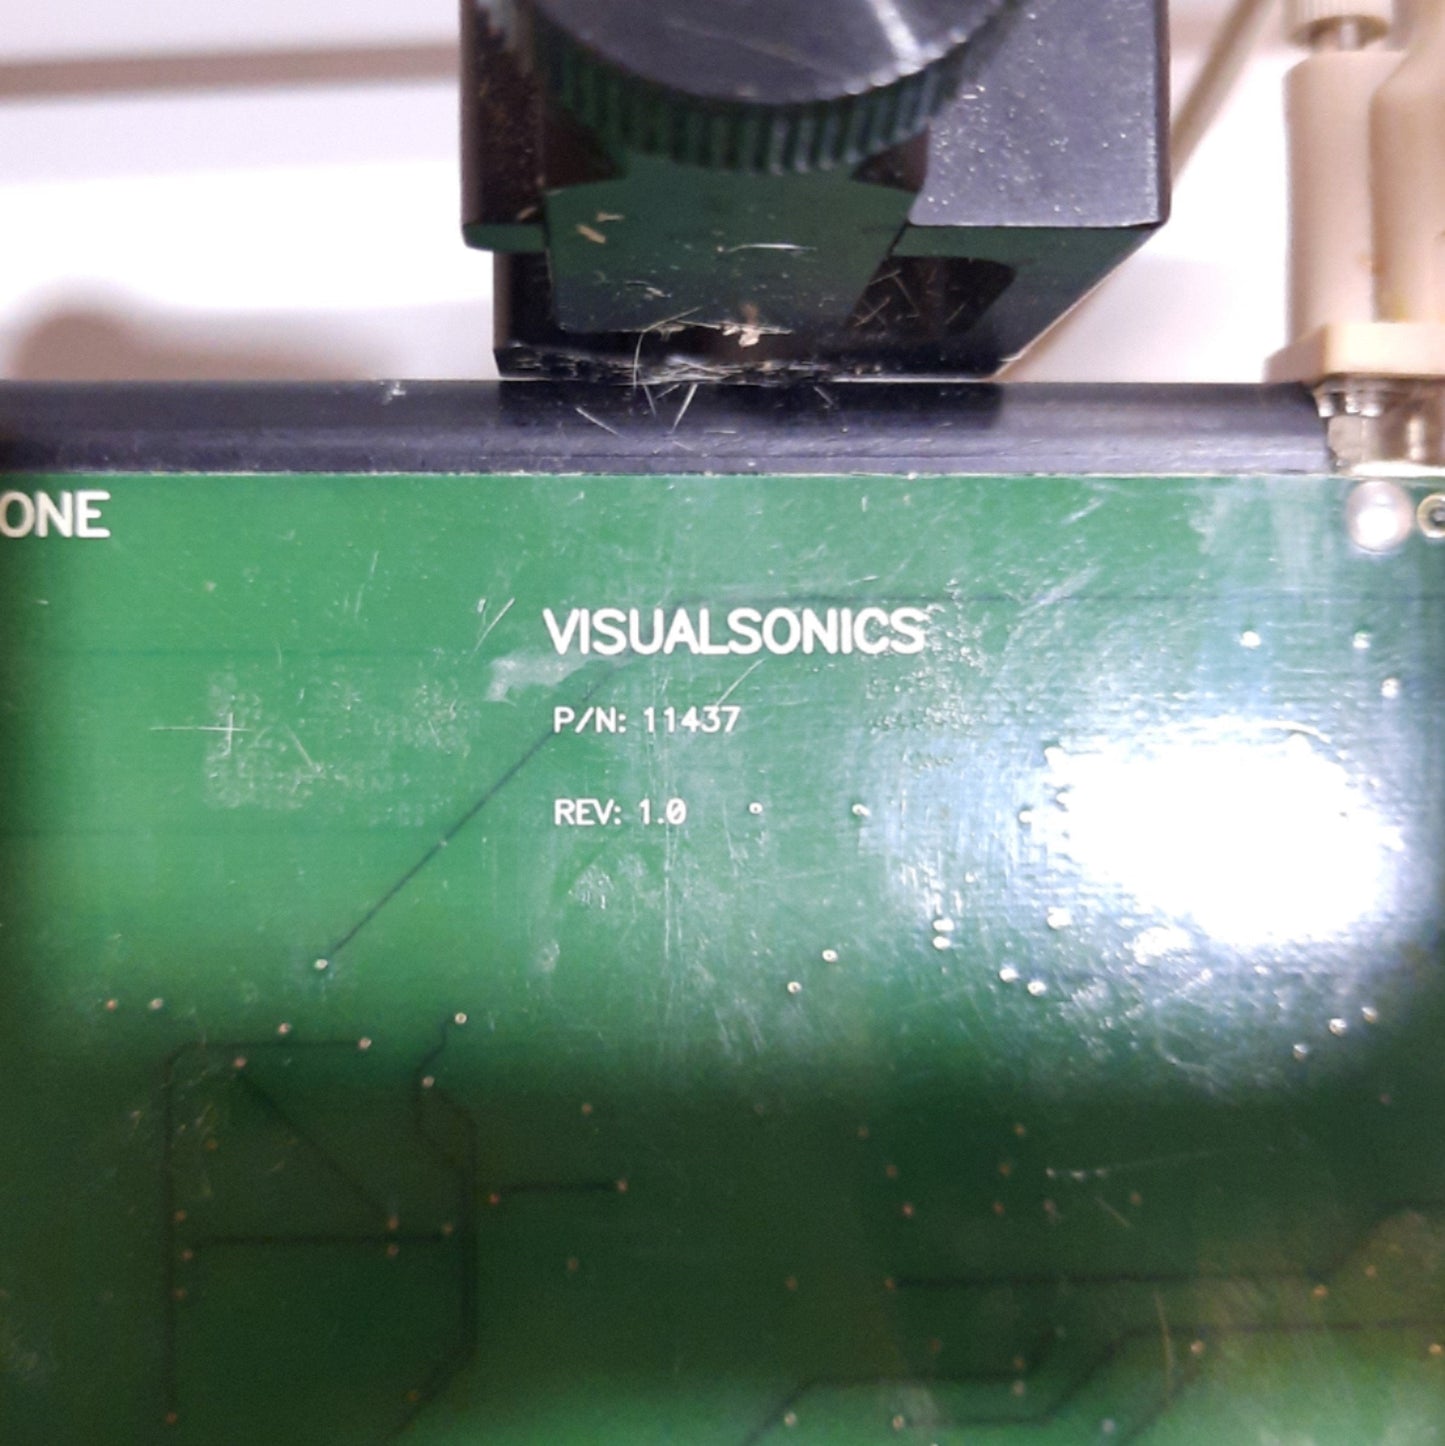 ONE
VISUALSONICS
P/N: 11437
REV: 1.0